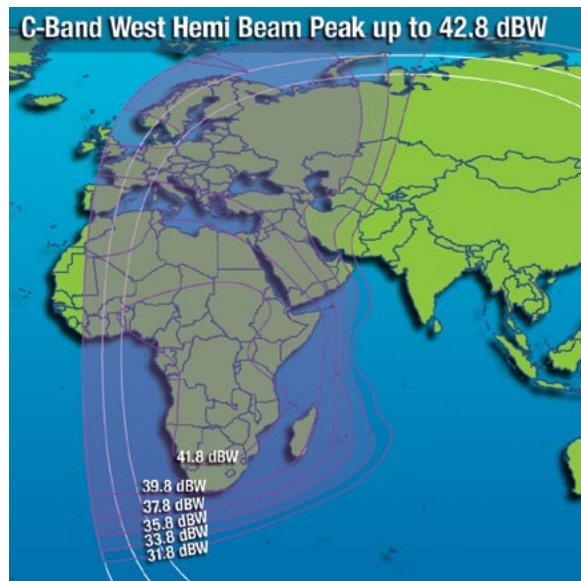 C-Band West Hemi Beam Peak up to 42.8 dBW
41.8 dBW
39.8 dBW
37.8 dBW
35.8 dBW
33.8 dBW
31.8 dBW